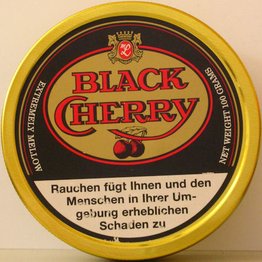 BLACK
CHERRY
EXTREMELY MELLOW
NET WEIGHT 100 GRAMS
Rauchen fügt Ihnen und den
Menschen in Ihrer Um-
gebung erheblichen
Schaden zu